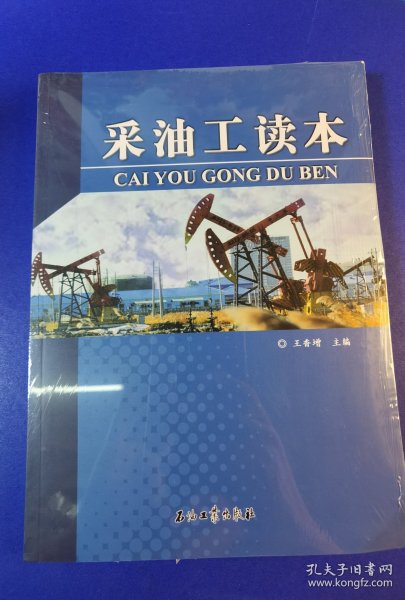 采油工读本
CAI YOU GONG DU BEN
◎ 王香增 主编
石油工业出版社
孔夫子旧书网
www.kongfz.com